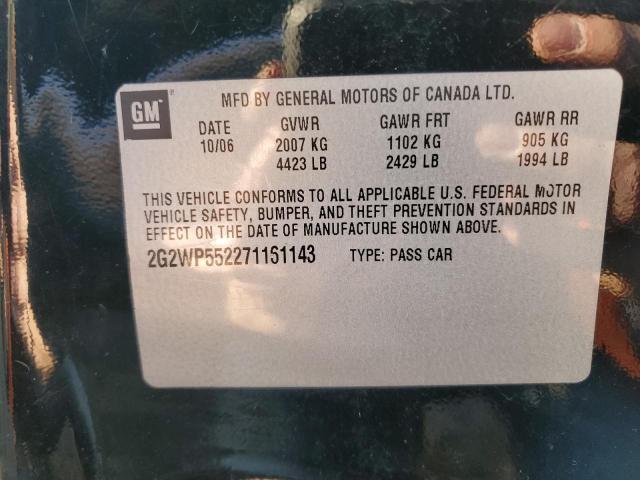 GM
MFD BY GENERAL MOTORS OF CANADA LTD.
DATE GVWR GAWR FRT GAWR RR
10/06 2007 KG 1102 KG 905 KG
4423 LB 2429 LB 1994 LB
THIS VEHICLE CONFORMS TO ALL APPLICABLE U.S. FEDERAL MOTOR
VEHICLE SAFETY, BUMPER, AND THEFT PREVENTION STANDARDS IN
EFFECT ON THE DATE OF MANUFACTURE SHOWN ABOVE.
2G2WP552271151143 TYPE: PASS CAR